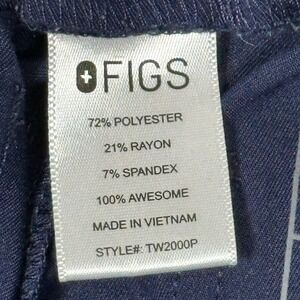 FIGS
72% POLYESTER
21% RAYON
7% SPANDEX
100% AWESOME
MADE IN VIETNAM
STYLE#: TW2000P